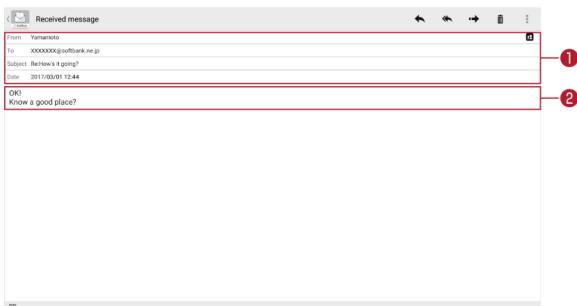 Received message
From Yamamoto
To XXXXXXX@softbank.ne.jp
Subject Re:How's it going?
Date 2017/03/01 12:44
1
OK!
Know a good place?
2